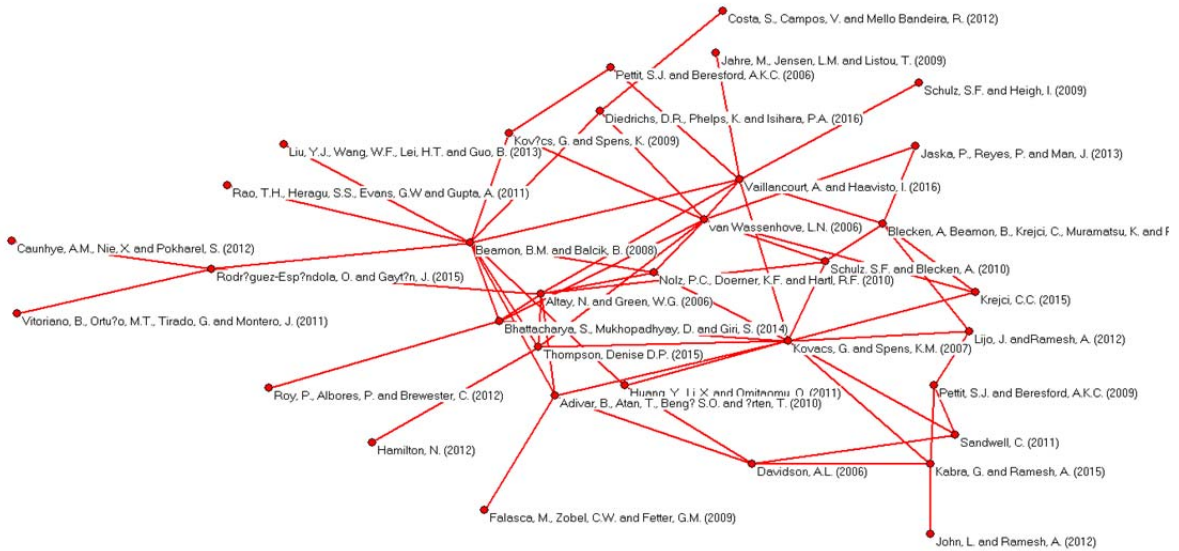 Costa, S., Campos, V. and Mello Bandeira, R. (2012)
Jahre, M., Jensen, L.M. and Listou, T. (2009)
Pettit, S.J. and Beresford, A.K.C. (2006)
Schulz, S.F. and Heigh, I. (2009)
Diedrichs, D.R., Phelps, K. and Isihara, P.A. (2016)
Kov?cs, G. and Spens, K. (2009)
Liu, Y.J., Wang, W.F., Lei, H.T. and Guo, B. (2013)
Jaska, P., Reyes, P. and Man, J. (2013)
Vaillancourt, A. and Haavisto, I. (2016)
Rao, T.H., Heragu, S.S., Evans, G.W and Gupta, A. (2011)
van Wassenhove, L.N. (2006)
Blecken, A, Beamon, B., Krejci, C., Muramatsu, K. and F
Caunhye, A.M., Nie, X. and Pokharel, S. (2012)
Beamon, B.M. and Balcik, B. (2008)
Schulz. S.F. and Blecken, A. (2010)
Rodr?guez-Esp?ndola, O. and Gayt?n, J. (2015)
Nolz, P.C., Doerner, K.F. and Hartl, R.F. (2010)
Altay, N. and Green, W.G. (2006)
Krejci, C.C. (2015)
Vitoriano, B., Ortu?o, M.T., Tirado, G. and Montero, J. (2011)
Bhattacharya, S., Mukhopadhyay, D. and Giri, S. (2014)
Lijo, J. andRamesh, A. (2012)
Kovacs, G. and Spens, K.M. (2007)
Thompson, Denise D.P. (2015)
Roy, P., Albores, P. and Brewester, C. (2012)
Huang, Y., Li, X. and Omitaomu, O. (2011)
Pettit, S.J. and Beresford, A.K.C. (2009)
Adivar, B., Atan, T., Beng? S.O. and ?rten, T. (2010)
Hamilton, N. (2012)
Sandwell, C. (2011)
Davidson, A.L. (2006)
Kabra, G. and Ramesh, A. (2015)
Falasca, M., Zobel, C.W. and Fetter, G.M. (2009)
John, L. and Ramesh, A. (2012)